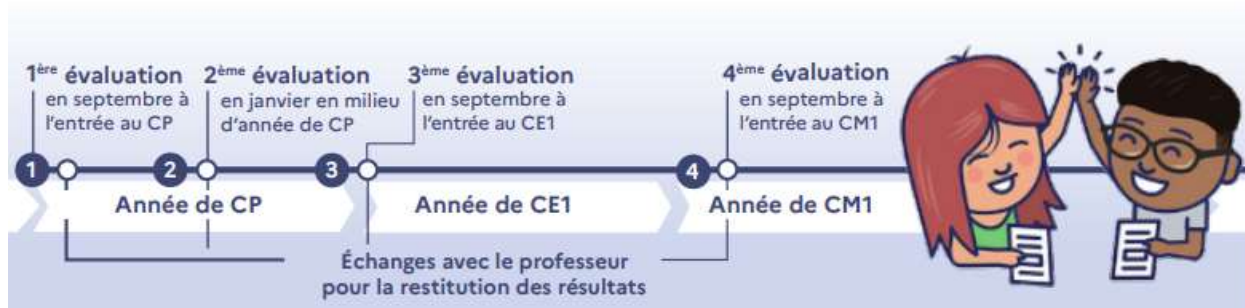 1ère évaluation
en septembre à
l'entrée au CP
2ème évaluation
en janvier en milieu
d'année de CP
3ème évaluation
en septembre à
l'entrée au CE1
4ème évaluation
en septembre à
l'entrée au CM1
1
2
3
4
Année de CP
Année de CE1
Année de CM1
Échanges avec le professeur
pour la restitution des résultats